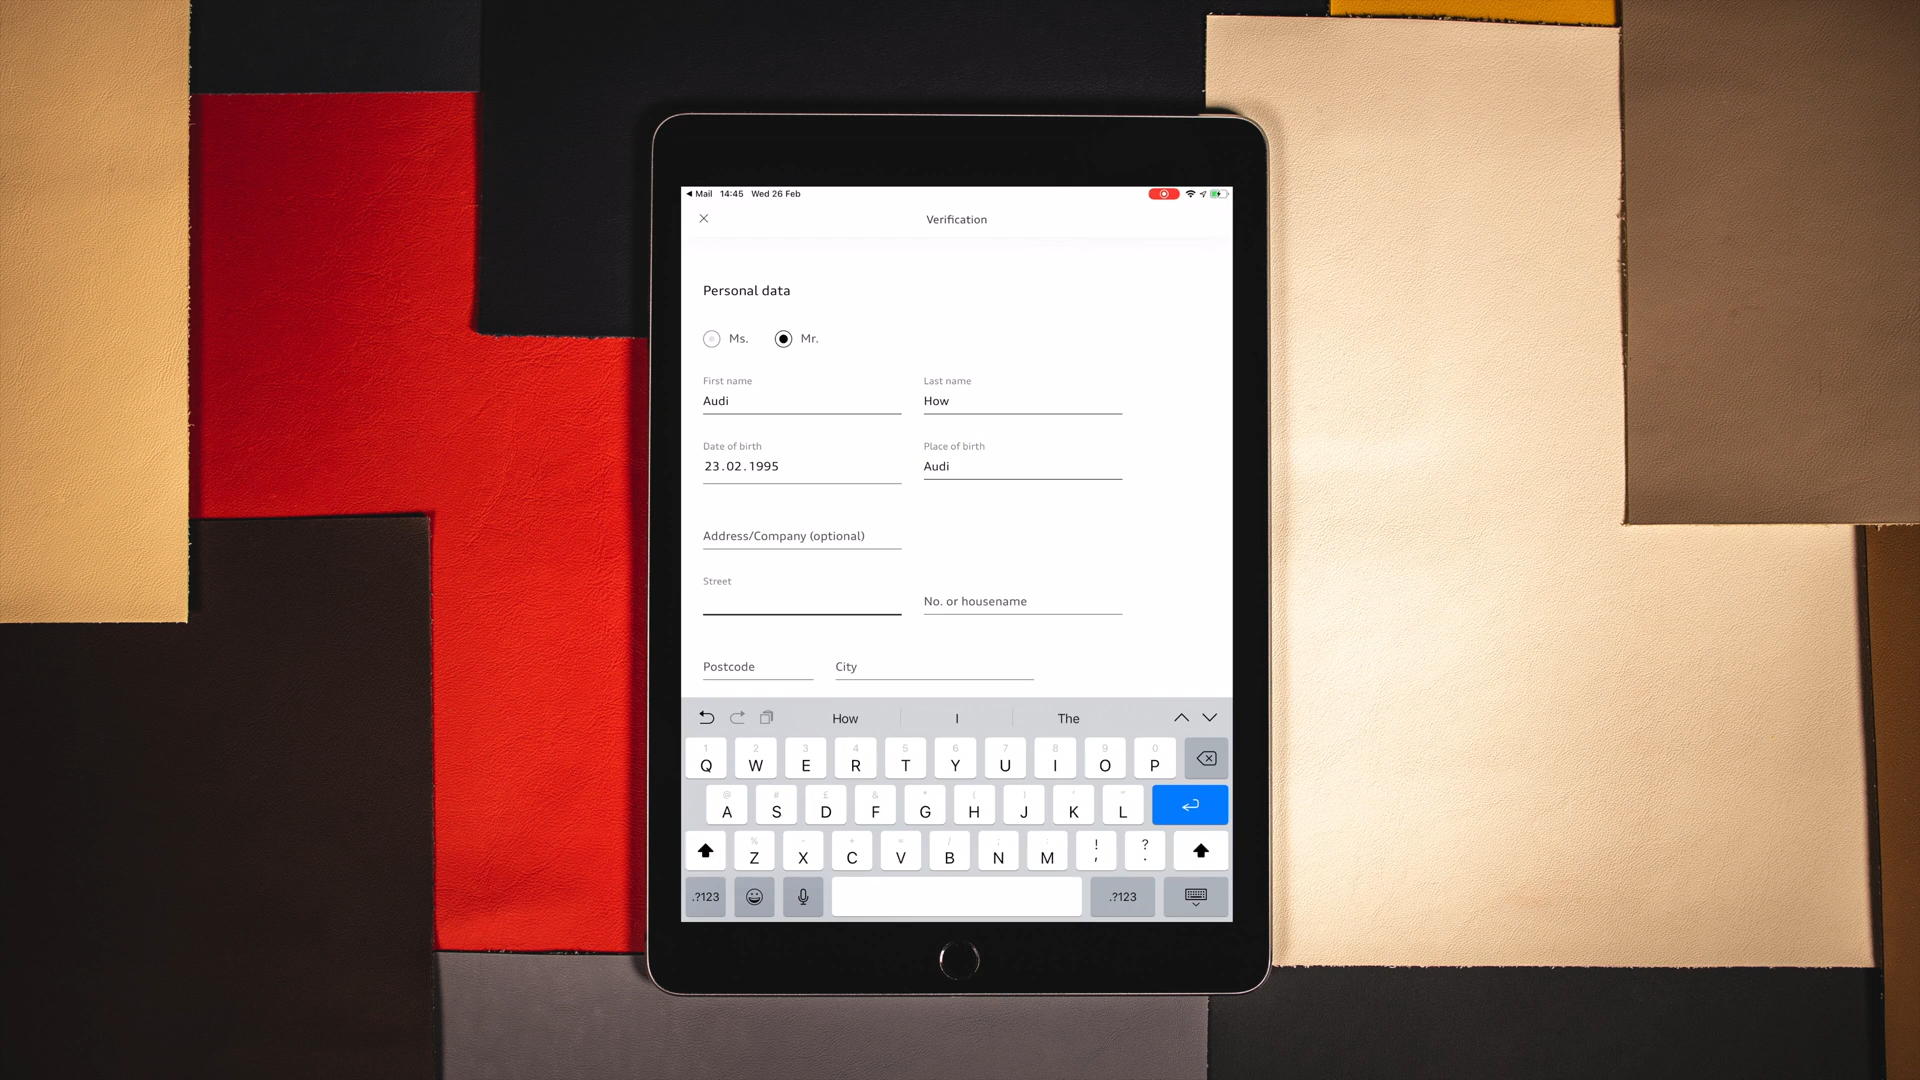 Mail 14:45 Wed 26 Feb
Verification
Personal data
Ms. Mr.
First name Last name
Audi How
Date of birth Place of birth
23.02.1995 Audi
Address/Company (optional)
Street
No. or housename
Postcode City
How I The
1 2 3 4 5 6 7 8 9 0
Q W E R T Y U I O P
@ # £ & * ( ) ' "
A S D F G H J K L
% - + = / ; : ! ?
Z X C V B N M , .
.?123 .?123